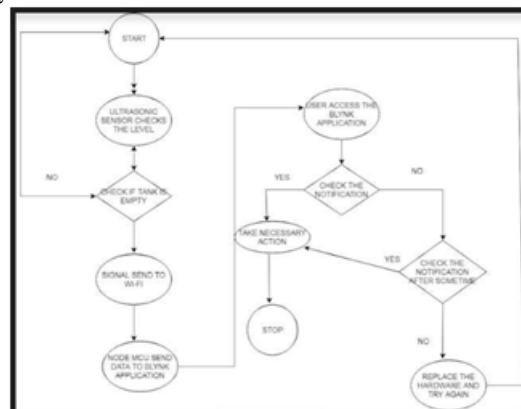 START
ULTRASONIC
SENSOR CHECKS
THE LEVEL
NO
CHECK IF TANK IS
EMPTY
SIGNAL SEND TO
WI-FI
NODE MCU SEND
DATA TO BLYNK
APPLICATION
USER ACCESS THE
BLYNK
APPLICATION
YES
NO
CHECK THE
NOTIFICATION
TAKE NECESSARY
ACTION
YES
CHECK THE
NOTIFICATION
AFTER SOMETIME
STOP
NO
REPLACE THE
HARDWARE AND
TRY AGAIN